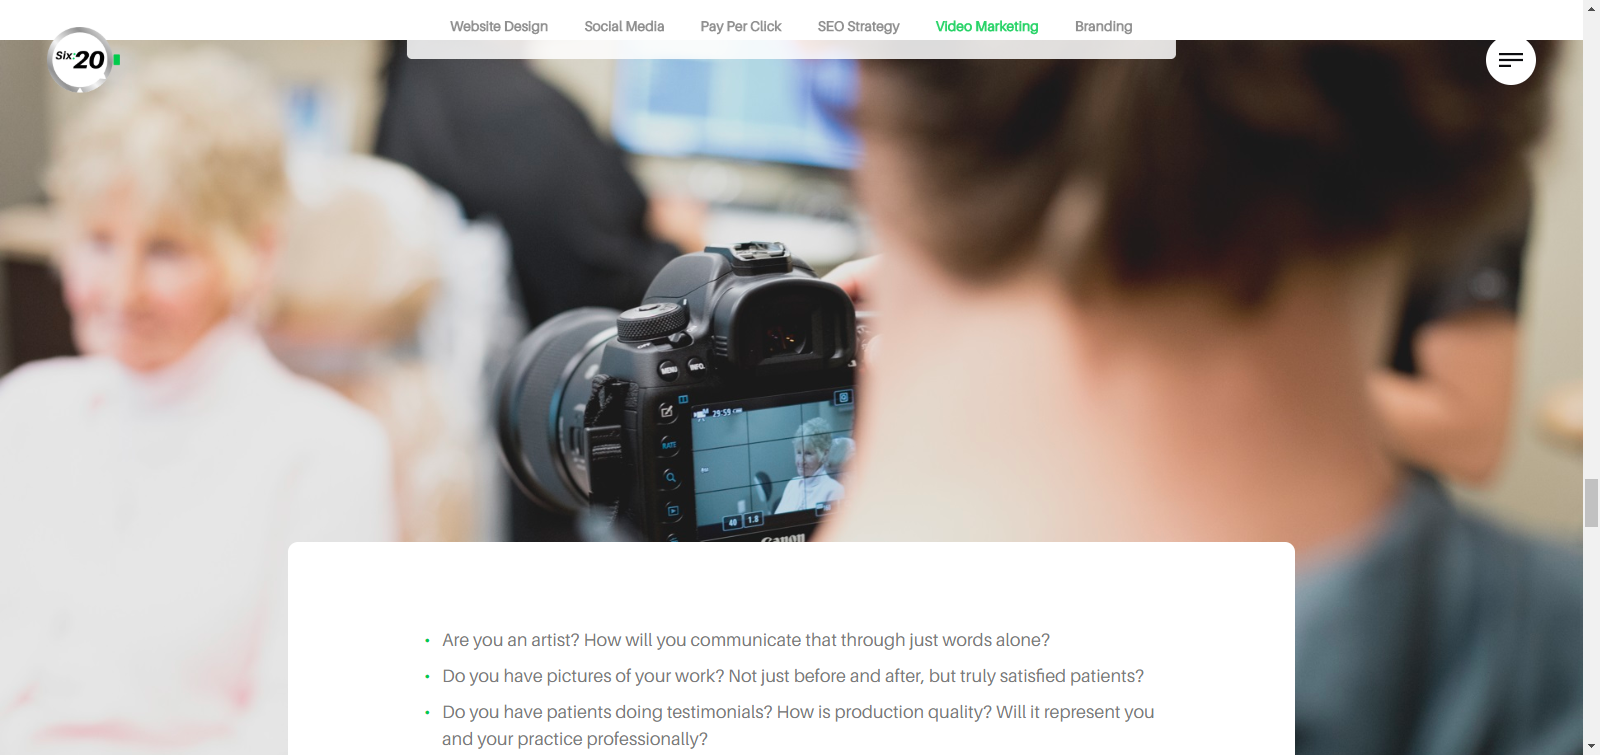 Website Design Social Media Pay Per Click SEO Strategy Video Marketing Branding
Six:20
MENU INFO.
29:59
RATE
40 1.8
Canon
• Are you an artist? How will you communicate that through just words alone?
• Do you have pictures of your work? Not just before and after, but truly satisfied patients?
• Do you have patients doing testimonials? How is production quality? Will it represent you
and your practice professionally?